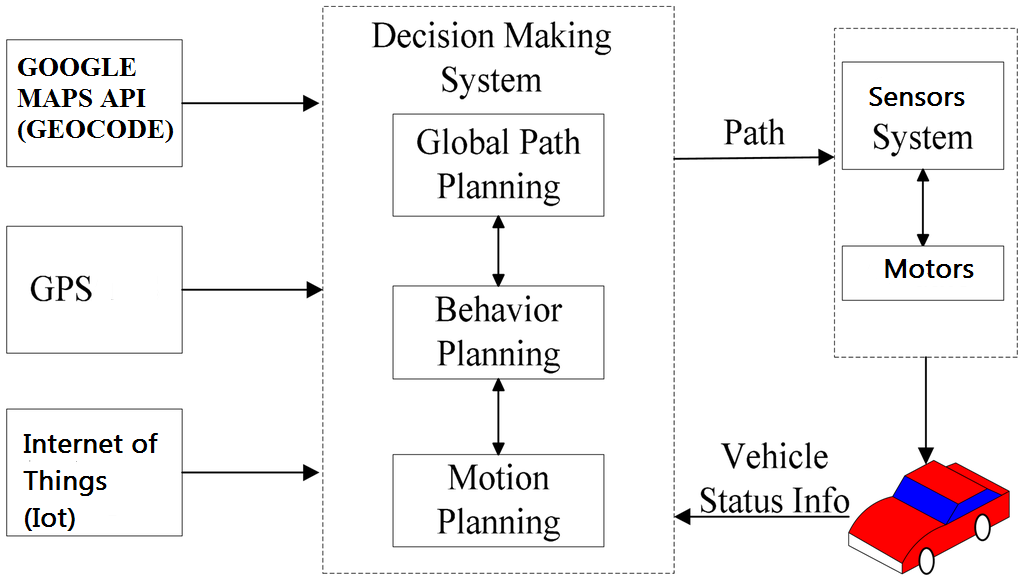 GOOGLE
MAPS API
(GEOCODE)
GPS
Internet of
Things
(Iot)
Decision Making
System
Global Path
Planning
Behavior
Planning
Motion
Planning
Path
Sensors
System
Motors
Vehicle
Status Info